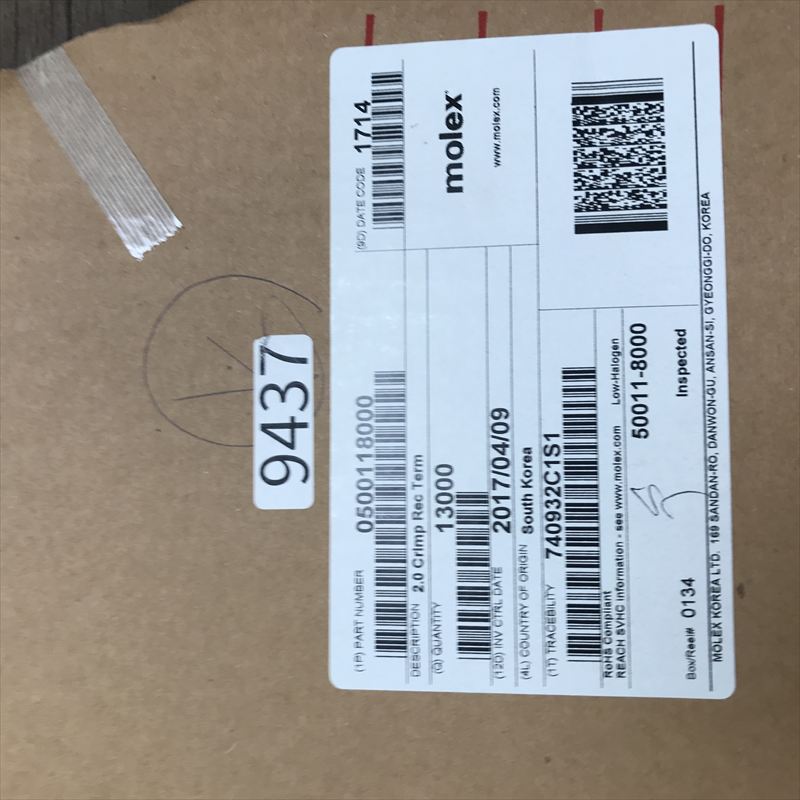 9437
(1P) PART NUMBER 0500118000
(9D) DATE CODE 1714
DESCRIPTION 2.0 Crimp Rec Term
(Q) QUANTITY 13000
molex
www.molex.com
(12D) INV CTRL DATE 2017/04/09
(4L) COUNTRY OF ORIGIN South Korea
(1T) TRACEBILITY 740932C1S1
RoHS Compliant
REACH SVHC Information - see www.molex.com Low-Halogen
50011-8000
Box/Reel# 0134 Inspected
MOLEX KOREA LTD. 169 SANDAN-RO, DANWON-GU, ANSAN-SI, GYEONGGI-DO, KOREA